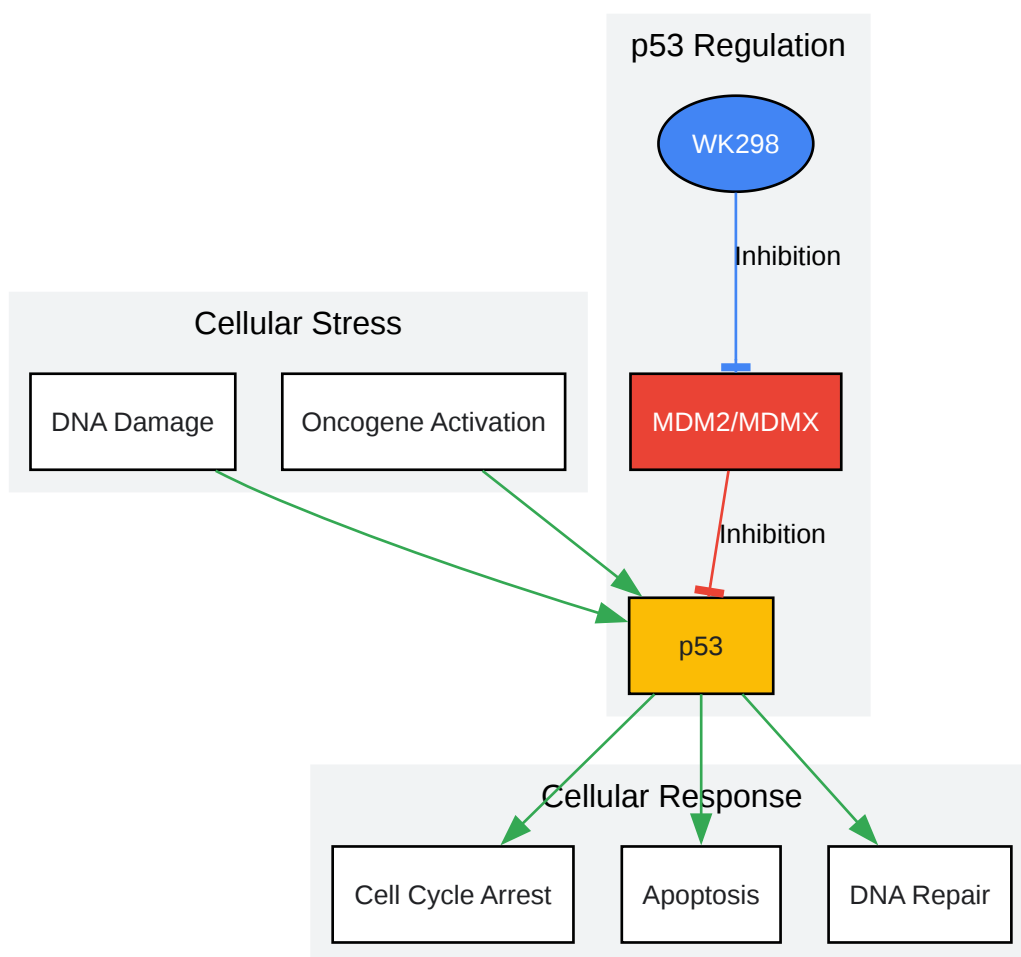 p53 Regulation
WK298
Inhibition
Cellular Stress
DNA Damage
Oncogene Activation
MDM2/MDMX
Inhibition
p53
Cellular Response
Cell Cycle Arrest
Apoptosis
DNA Repair